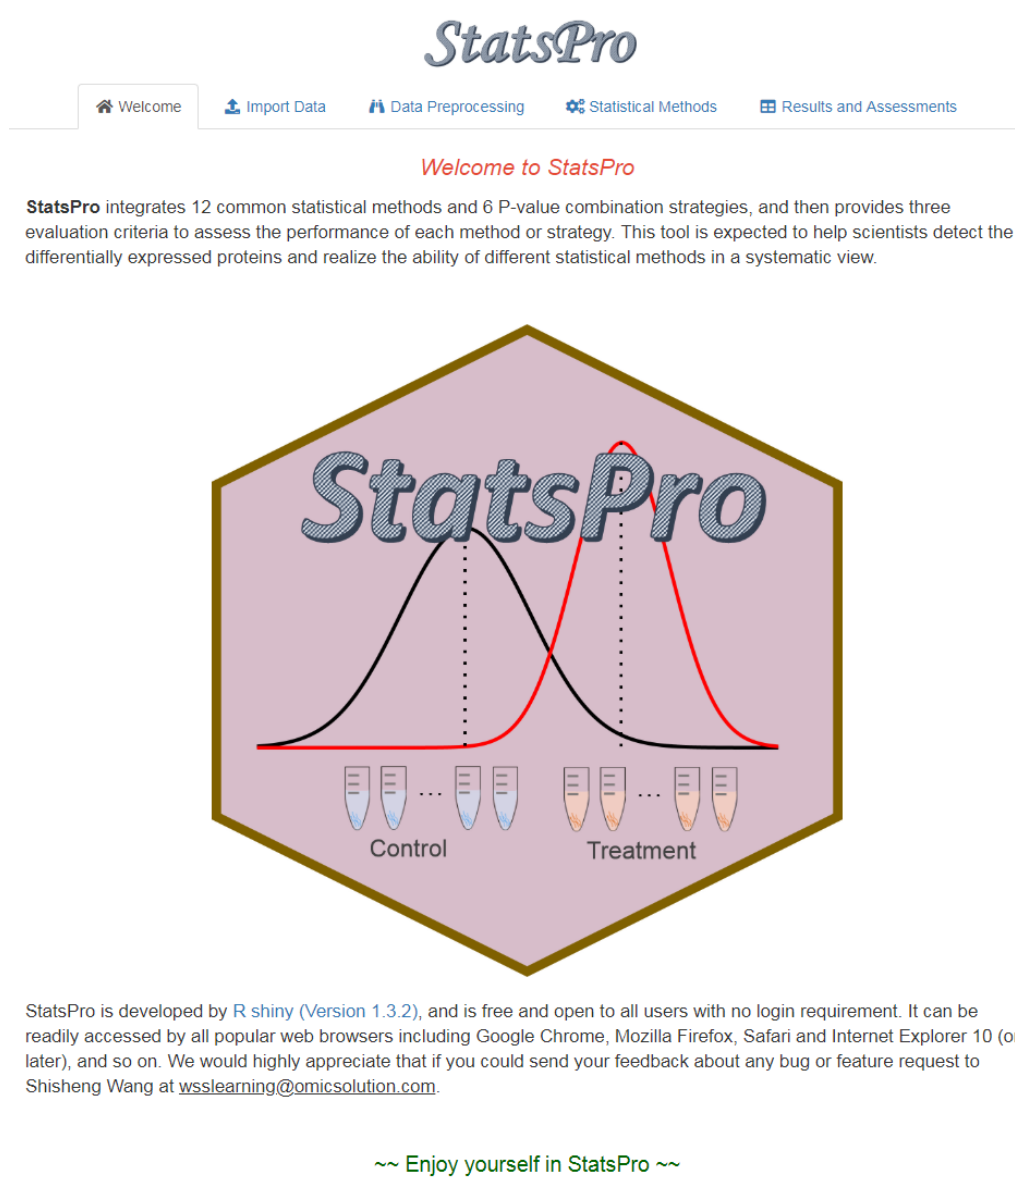 StatsPro
Welcome Import Data Data Preprocessing Statistical Methods Results and Assessments
Welcome to StatsPro
StatsPro integrates 12 common statistical methods and 6 P-value combination strategies, and then provides three
evaluation criteria to assess the performance of each method or strategy. This tool is expected to help scientists detect the
differentially expressed proteins and realize the ability of different statistical methods in a systematic view.
StatsPro
... ...
Control Treatment
StatsPro is developed by R shiny (Version 1.3.2), and is free and open to all users with no login requirement. It can be
readily accessed by all popular web browsers including Google Chrome, Mozilla Firefox, Safari and Internet Explorer 10 (or
later), and so on. We would highly appreciate that if you could send your feedback about any bug or feature request to
Shisheng Wang at wsslearning@omicsolution.com.
~~ Enjoy yourself in StatsPro ~~